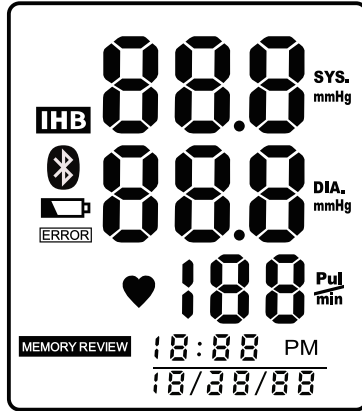 88.8 SYS. mmHg
IHB
88.8 DIA. mmHg
ERROR
188 Pul/min
MEMORY REVIEW 18:88 PM
18/38/88